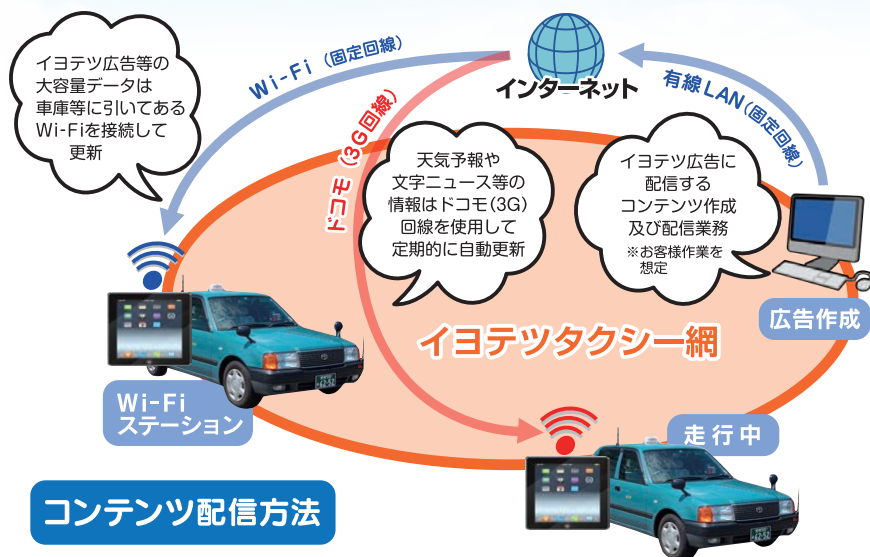 イヨテツ広告等の
大容量データは
車庫等に引いてある
Wi-Fiを接続して
更新
Wi-Fi（固定回線）
インターネット
有線LAN（固定回線）
ドコモ（3G回線）
天気予報や
文字ニュース等の
情報はドコモ（3G）
回線を使用して
定期的に自動更新
イヨテツ広告に
配信する
コンテンツ作成
及び配信業務
※お客様作業を
想定
広告作成
イヨテツタクシー網
Wi-Fi
ステーション
走行中
コンテンツ配信方法